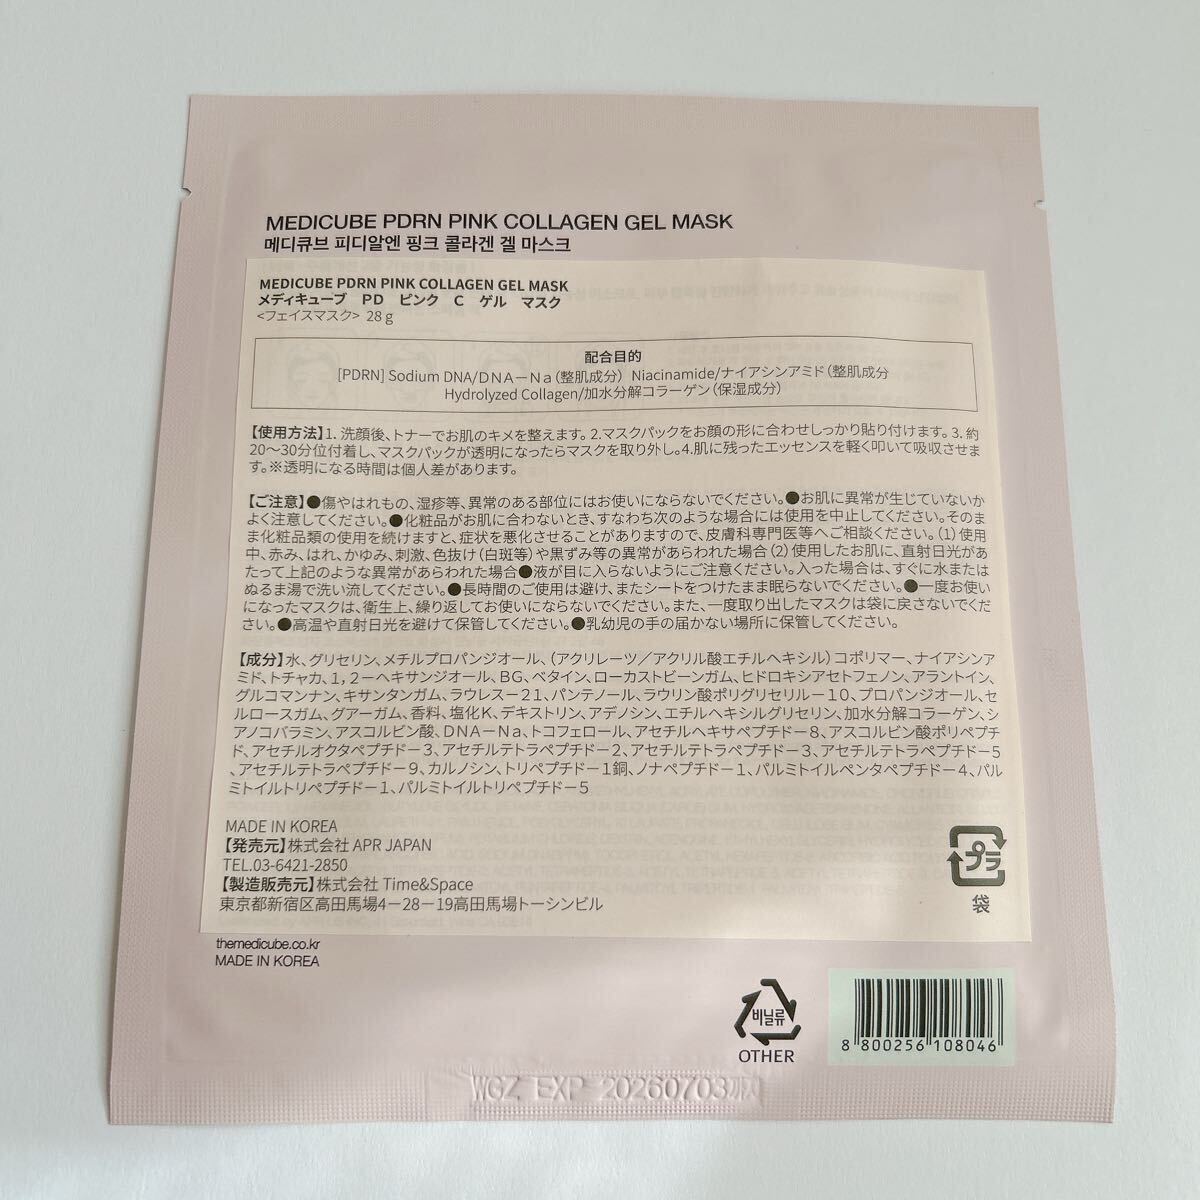 MEDICUBE PDRN PINK COLLAGEN GEL MASK
메디큐브 피디알엔 핑크 콜라겐 겔 마스크
MEDICUBE PDRN PINK COLLAGEN GEL MASK
メディキューブ　PD　ピンク　C　ゲル　マスク
<フェイスマスク> 28 g
配合目的
[PDRN] Sodium DNA/DNA－Na（整肌成分） Niacinamide/ナイアシンアミド（整肌成分
Hydrolyzed Collagen/加水分解コラーゲン（保湿成分）
【使用方法】1. 洗顔後、トナーでお肌のキメを整えます。2.マスクパックをお顔の形に合わせしっかり貼り付けます。3. 約
20～30分位付着し、マスクパックが透明になったらマスクを取り外し。4.肌に残ったエッセンスを軽く叩いて吸収させま
す。※透明になる時間は個人差があります。
【ご注意】●傷やはれもの、湿疹等、異常のある部位にはお使いにならないでください。●お肌に異常が生じていないか
よく注意してください。●化粧品がお肌に合わないとき、すなわち次のような場合には使用を中止してください。そのま
ま化粧品類の使用を続けますと、症状を悪化させることがありますので、皮膚科専門医等へご相談ください。（1）使用
中、赤み、はれ、かゆみ、刺激、色抜け（白斑等）や黒ずみ等の異常があらわれた場合（2）使用したお肌に、直射日光があ
たって上記のような異常があらわれた場合●液が目に入らないようにご注意ください。入った場合は、すぐに水または
ぬるま湯で洗い流してください。●長時間のご使用は避け、またシートをつけたまま眠らないでください。●一度お使い
になったマスクは、衛生上、繰り返してお使いにならないでください。また、一度取り出したマスクは袋に戻さないでくだ
さい。●高温や直射日光を避けて保管してください。●乳幼児の手の届かない場所に保管してください。
【成分】水、グリセリン、メチルプロパンジオール、（アクリレーツ／アクリル酸エチルヘキシル）コポリマー、ナイアシンア
ミド、トチャカ、1，2－ヘキサンジオール、BG、ベタイン、ローカストビーンガム、ヒドロキシアセトフェノン、アラントイン、
グルコマンナン、キサンタンガム、ラウレス－21、パンテノール、ラウリン酸ポリグリセリル－10、プロパンジオール、セ
ルロースガム、グアーガム、香料、塩化K、デキストリン、アデノシン、エチルヘキシルグリセリン、加水分解コラーゲン、シ
アノコバラミン、アスコルビン酸、DNA－Na、トコフェロール、アセチルヘキサペプチド－8、アスコルビン酸ポリペプチ
ド、アセチルオクタペプチド－3、アセチルテトラペプチド－2、アセチルテトラペプチド－3、アセチルテトラペプチド－5
、アセチルテトラペプチド－9、カルノシン、トリペプチド－1銅、ノナペプチド－1、パルミトイルペンタペプチド－4、パル
ミトイルトリペプチド－1、パルミトイルトリペプチド－5
MADE IN KOREA
【発売元】株式会社 APR JAPAN
TEL.03-6421-2850
【製造販売元】株式会社 Time&Space
東京都新宿区高田馬場4－28－19高田馬場トーシンビル
プラ
袋
themedicube.co.kr
MADE IN KOREA
비닐류
OTHER
8 800256 108046
WGZ, EXP 20260703까지